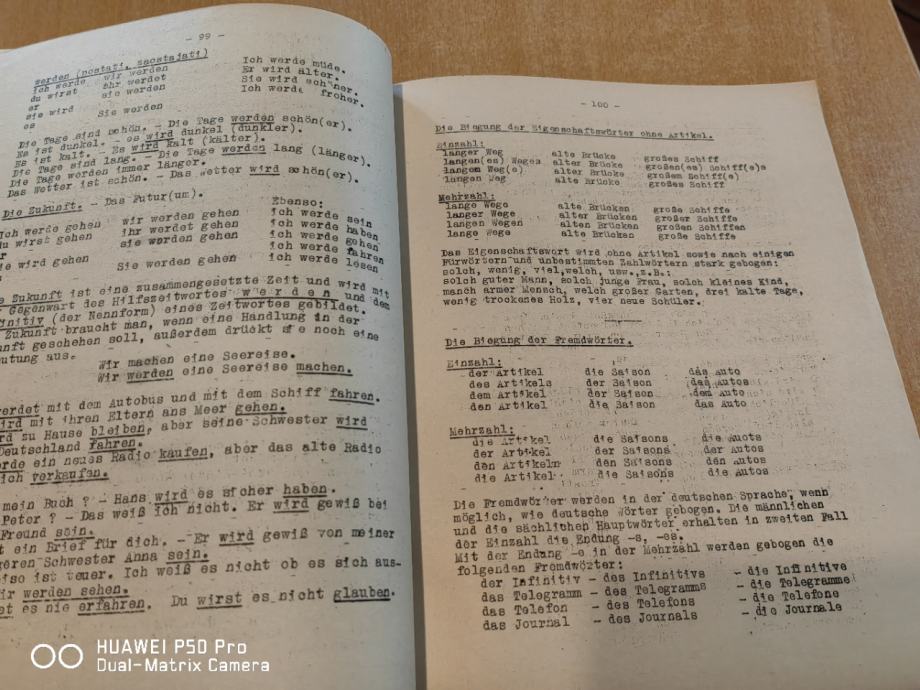 - 99 -
werden (postati, zaostajati)
ich werde wir werden Ich werde müde.
du wirst ihr werdet Er wird älter.
er sie werden Sie wird schöner.
sie wird Sie werden Ich werde froher.
es
Die Tage sind schön. - Die Tage werden schön(er).
Es ist dunkel. - es wird dunkel (dunkler).
Es ist kalt. - Es wird kalt (kälter).
Die Tage sind lang. - Die Tage werden lang (länger).
Die Tage werden immer länger.
Das Wetter ist schön. - Das Wetter wird schön(er).
Die Zukunft. - Das Futur(um).
Ebenso:
Ich werde gehen wir werden gehen ich werde sein
du wirst gehen ihr werdet gehen ich werde haben
r sie werden gehen ich werde gehen
ie wird gehen ich werde fahren
Sie werden gehen ich werde lesen
e Zukunft ist eine zusammengesetzte Zeit und wird mit
r Gegenwart des Hilfszeitwortes w e r d e n und dem
finitiv (der Nennform) eines Zeitwortes gebildet.
Zukunft braucht man, wenn eine Handlung in der
unft geschehen soll, außerdem drückt sie noch eine
eutung aus.
Wir machen eine Seereise.
Wir werden eine Seereise machen.
werdet mit dem Autobus und mit dem Schiff fahren.
ird mit ihren Eltern ans Meer gehen.
rd zu Hause bleiben, aber seine Schwester wird
Deutschland fahren.
rde ein neues Radio kaufen, aber das alte Radio
ich verkaufen.
mein Buch ? - Hans wird es sicher haben.
Peter ? - Das weiß ich nicht. Er wird gewiß bei
Freund sein.
t ein Brief für dich. - Er wird gewiß von meiner
geren Schwester Anna sein.
eise ist teuer. Ich weiß es nicht ob es sich aus-
ir werden sehen.
et es nie erfahren. Du wirst es nicht glauben.
- 100 -
Die Biegung der Eigenschaftswörter ohne Artikel.
Einzahl:
langer Weg alte Brücke großes Schiff
langen(es) Weges alter Brücke großen(es) Schiff(e)s
langem Weg(e) alter Brücke großem Schiff(e)
langen Weg alte Brücke großes Schiff
Mehrzahl:
lange Wege alte Brücken große Schiffe
langer Wege alter Brücken großer Schiffe
langen Wegen alten Brücken großen Schiffen
lange Wege alte Brücken große Schiffe
Das Eigenschaftswort wird ohne Artikel sowie nach einigen
Fürwörtern und unbestimmten Zahlwörtern stark gebogen:
solch, wenig, viel, welch, usw., z.B.:
solch guter Mann, solch junge Frau, solch kleines Kind,
manch armer Mensch, welch großer Garten, drei kalte Tage,
wenig trockenes Holz, vier neue Schüler.
Die Biegung der Fremdwörter.
Einzahl:
der Artikel die Saison das Auto
des Artikels der Saison des Autos
dem Artikel der Saison dem Auto
den Artikel die Saison das Auto
Mehrzahl:
die Artikel die Saisons die Auots
der Artikel der Saisons der Autos
den Artikeln den Saisons den Autos
die Artikel die Saisons die Autos
Die Fremdwörter werden in der deutschen Sprache, wenn
möglich, wie deutsche Wörter gebogen. Die männlichen
und die sächlichen Hauptwörter erhalten in zweiten Fall
der Einzahl die Endung -s, -es.
Mit der Endung -e in der Mehrzahl werden gebogen die
folgenden Fremdwörter:
der Infinitiv - des Infinitivs - die Infinitive
das Telegramm - des Telegramms - die Telegramme
das Telefon - des Telefons - die Telefone
das Journal - des Journals - die Journale
HUAWEI P50 Pro
Dual-Matrix Camera